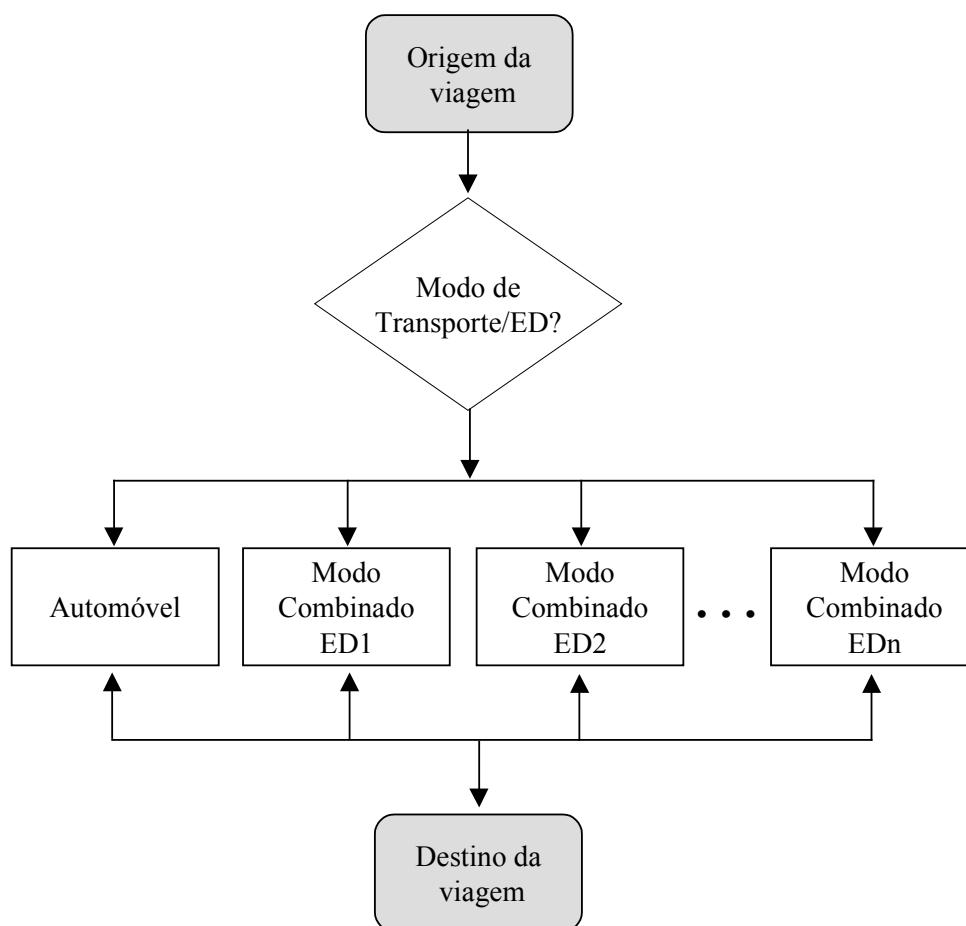 Origem da
viagem
Modo de
Transporte/ED?
Automóvel
Modo
Combinado
ED1
Modo
Combinado
ED2
. . .
Modo
Combinado
EDn
Destino da
viagem